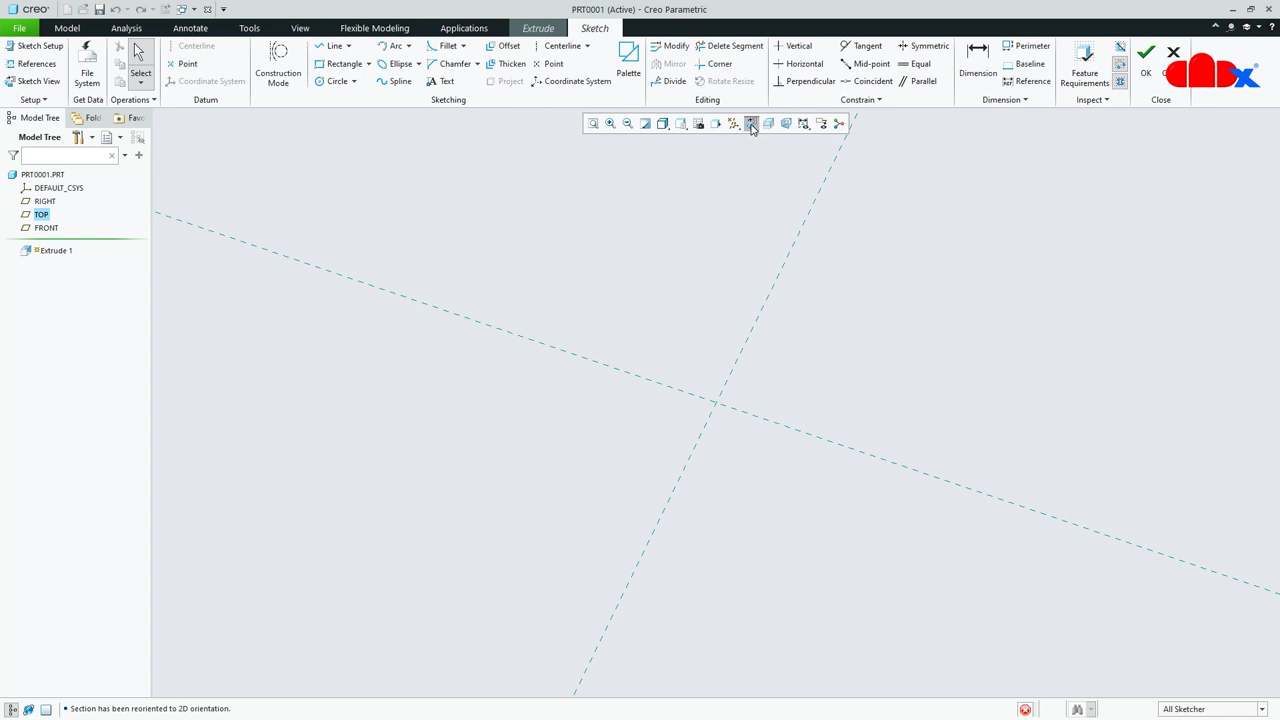 creo
PRT0001 (Active) - Creo Parametric
File Model Analysis Annotate Tools View Flexible Modeling Applications Extrude Sketch
Sketch Setup
References
Sketch View
Setup
File
System
Get Data
Select
Operations
Centerline
Point
Coordinate System
Datum
Construction
Mode
Line
Rectangle
Circle
Arc
Ellipse
Spline
Fillet
Chamfer
Text
Offset
Thicken
Project
Centerline
Point
Coordinate System
Palette
Sketching
Modify
Mirror
Divide
Delete Segment
Corner
Rotate Resize
Editing
Vertical
Horizontal
Perpendicular
Tangent
Mid-point
Coincident
Symmetric
Equal
Parallel
Constrain
Dimension
Perimeter
Baseline
Reference
Dimension
Feature
Requirements
Inspect
OK
Close
Model Tree
Fold
Favo
Model Tree
PRT0001.PRT
DEFAULT_CSYS
RIGHT
TOP
FRONT
Extrude 1
Section has been reoriented to 2D orientation.
All Sketcher